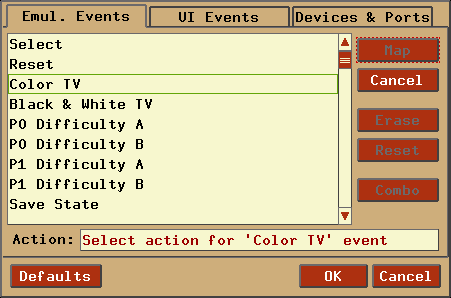 Emul. Events UI Events Devices & Ports
Select
Reset
Color TV
Black & White TV
P0 Difficulty A
P0 Difficulty B
P1 Difficulty A
P1 Difficulty B
Save State
Map
Cancel
Erase
Reset
Combo
Action: Select action for 'Color TV' event
Defaults OK Cancel